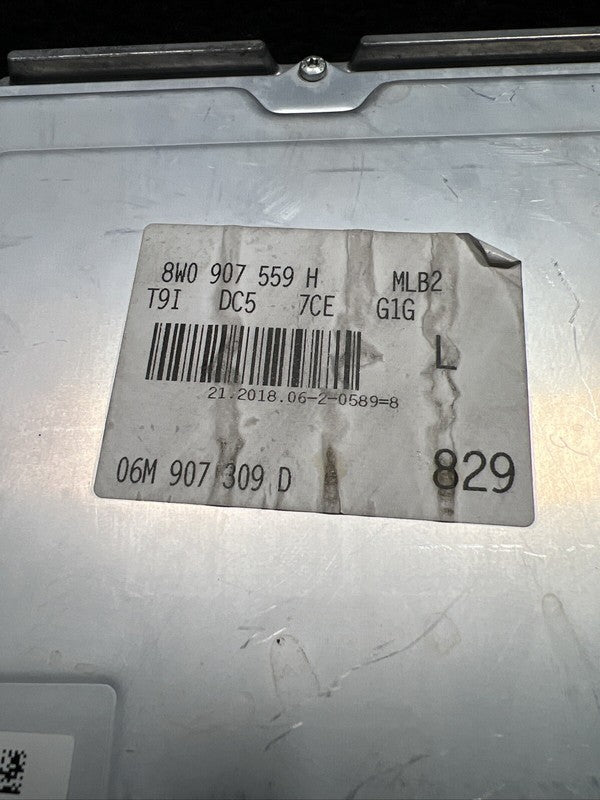 8W0 907 559 H MLB2
T9I DC5 7CE G1G
L
21.2018.06-2-0589=8
06M 907 309 D 829